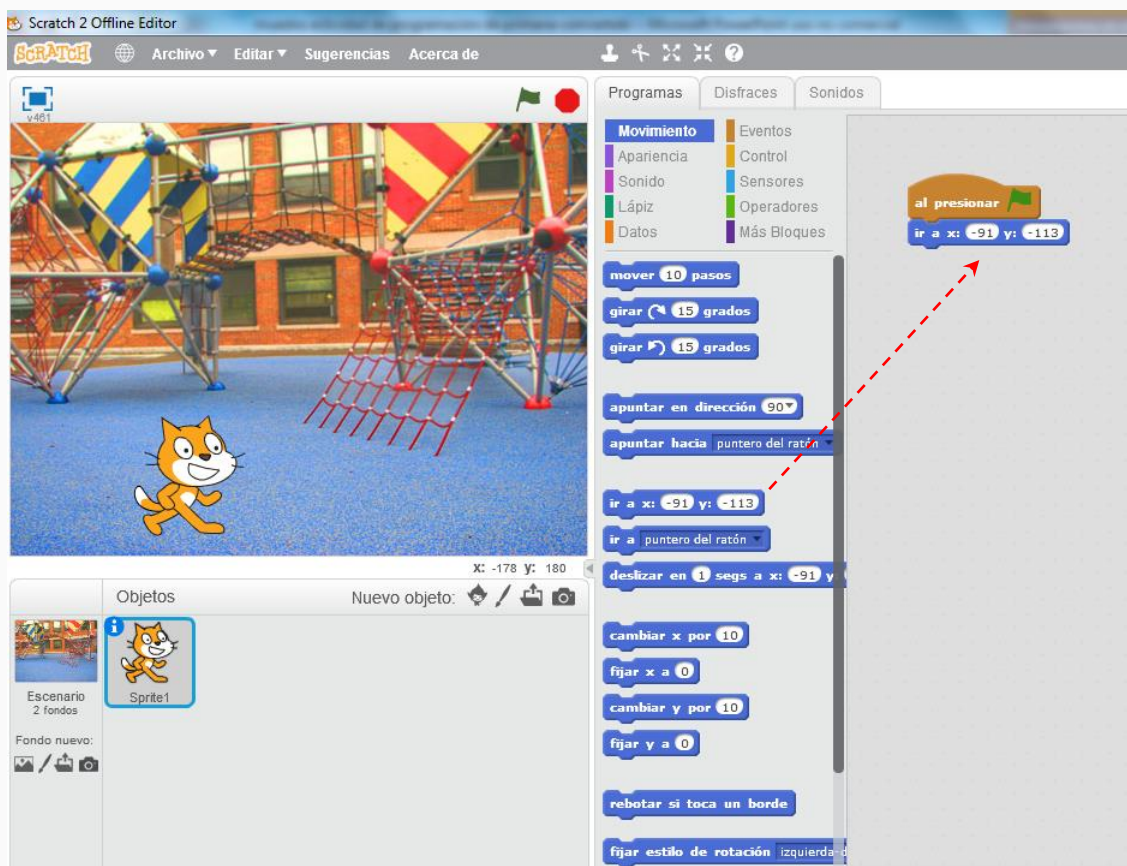 Scratch 2 Offline Editor
SCRATCH Archivo Editar Sugerencias Acerca de
v461
Programas Disfraces Sonidos
Movimiento Eventos
Apariencia Control
Sonido Sensores
Lápiz Operadores
Datos Más Bloques
al presionar
ir a x: -91 y: -113
mover 10 pasos
girar 15 grados
girar 15 grados
apuntar en dirección 90
apuntar hacia puntero del ratón
ir a x: -91 y: -113
ir a puntero del ratón
deslizar en 1 segs a x: -91 y
cambiar x por 10
fijar x a 0
cambiar y por 10
fijar y a 0
rebotar si toca un borde
fijar estilo de rotación izquierda-d
X: -178 y: 180
Objetos Nuevo objeto:
Sprite1
Escenario
2 fondos
Fondo nuevo: